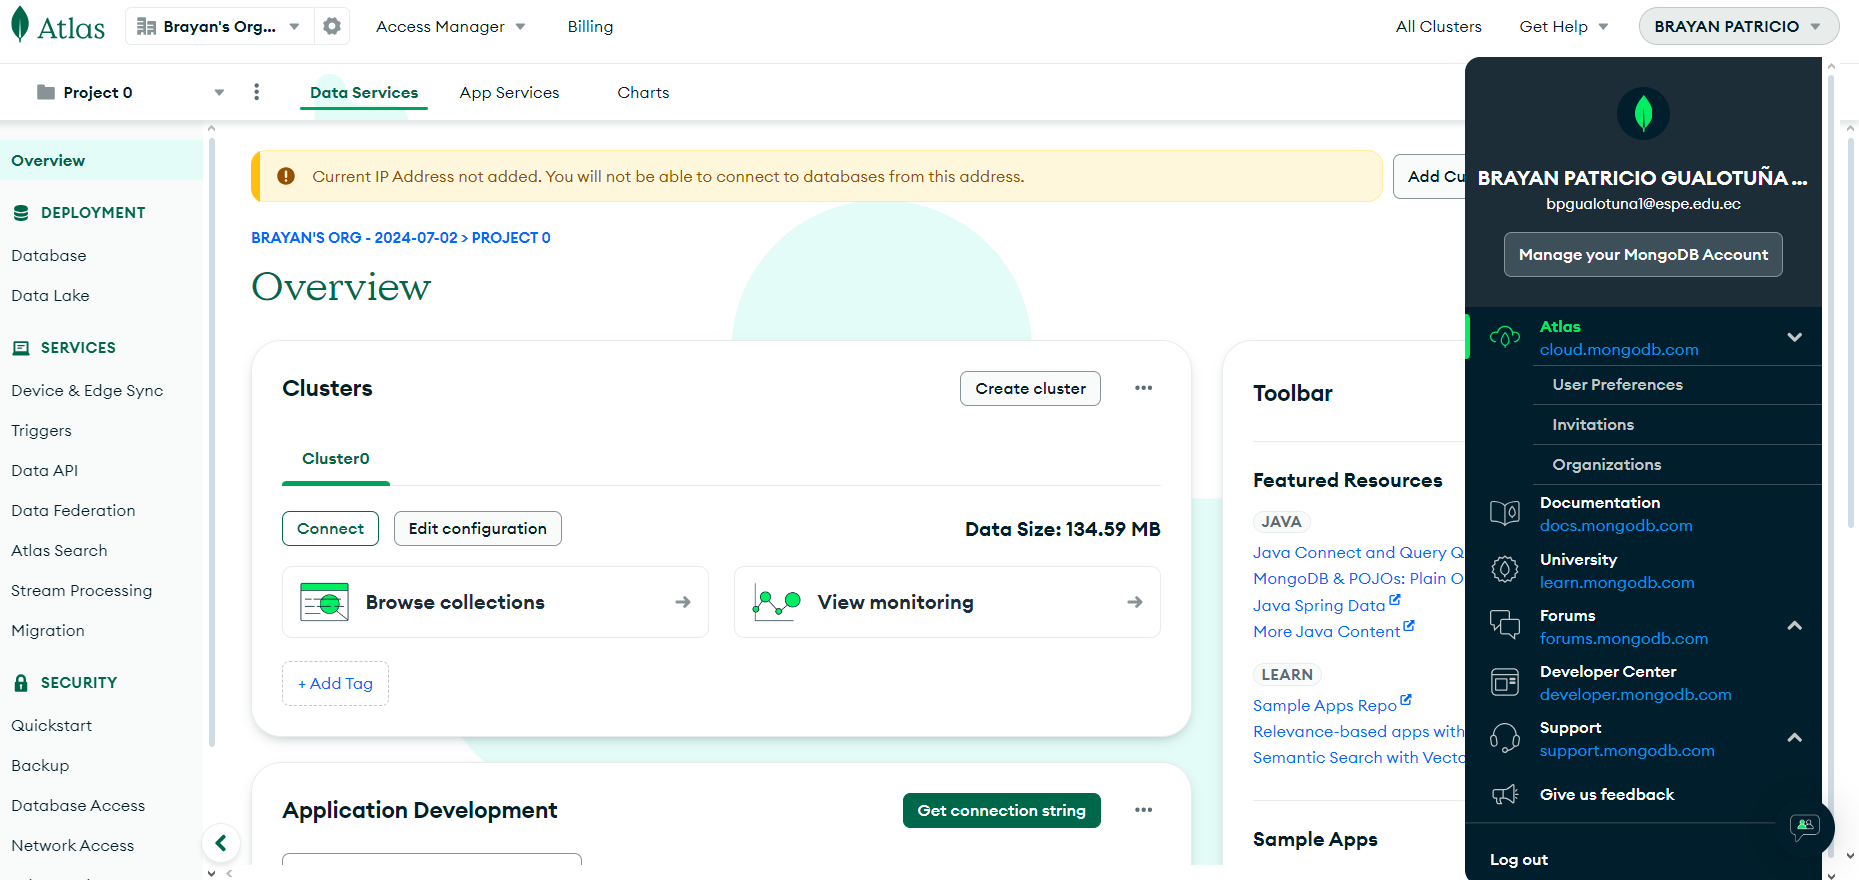 Atlas
Brayan's Org...
Access Manager
Billing
All Clusters
Get Help
BRAYAN PATRICIO
Project 0
Data Services
App Services
Charts
Overview
DEPLOYMENT
Database
Data Lake
SERVICES
Device & Edge Sync
Triggers
Data API
Data Federation
Atlas Search
Stream Processing
Migration
SECURITY
Quickstart
Backup
Database Access
Network Access
Current IP Address not added. You will not be able to connect to databases from this address.
Add Cu
BRAYAN'S ORG - 2024-07-02 > PROJECT 0
Overview
Clusters
Create cluster
Cluster0
Connect
Edit configuration
Data Size: 134.59 MB
Browse collections
View monitoring
+ Add Tag
Application Development
Get connection string
Toolbar
Featured Resources
JAVA
Java Connect and Query Q
MongoDB & POJOs: Plain O
Java Spring Data
More Java Content
LEARN
Sample Apps Repo
Relevance-based apps with
Semantic Search with Vecto
Sample Apps
BRAYAN PATRICIO GUALOTUÑA ...
bpgualotuna1@espe.edu.ec
Manage your MongoDB Account
Atlas
cloud.mongodb.com
User Preferences
Invitations
Organizations
Documentation
docs.mongodb.com
University
learn.mongodb.com
Forums
forums.mongodb.com
Developer Center
developer.mongodb.com
Support
support.mongodb.com
Give us feedback
Log out